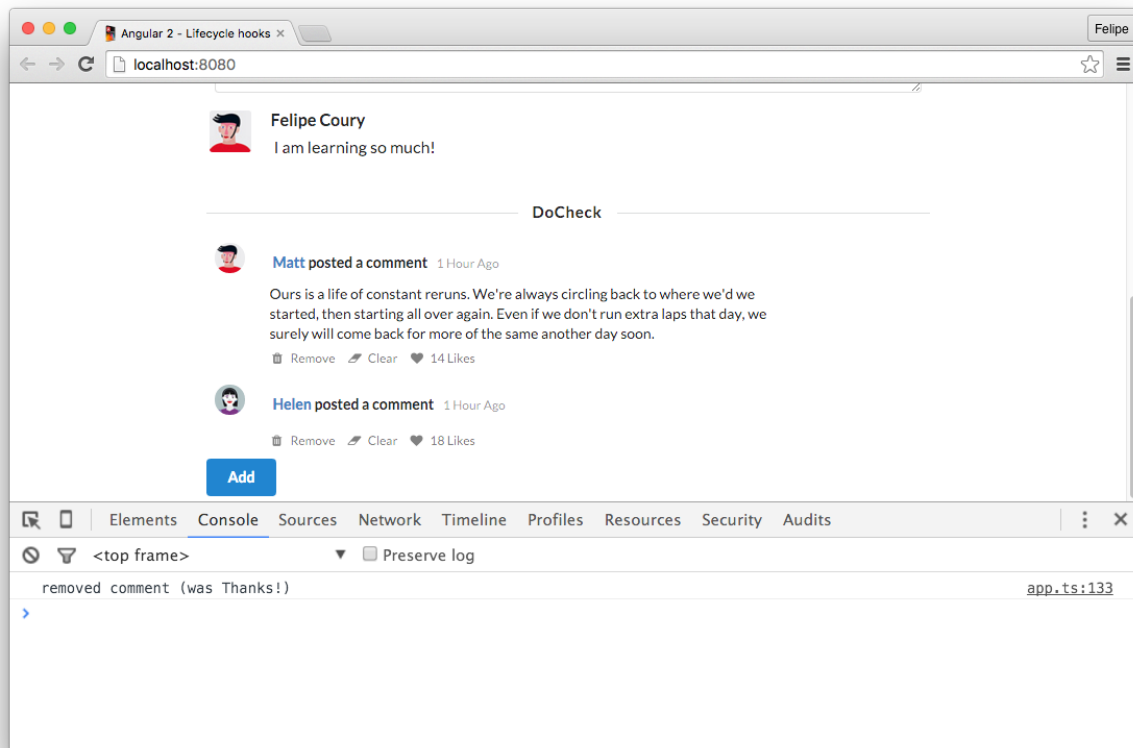 Angular 2 - Lifecycle hooks ×
Felipe
localhost:8080
Felipe Coury
I am learning so much!
DoCheck
Matt posted a comment 1 Hour Ago
Ours is a life of constant reruns. We're always circling back to where we'd we
started, then starting all over again. Even if we don't run extra laps that day, we
surely will come back for more of the same another day soon.
Remove Clear 14 Likes
Helen posted a comment 1 Hour Ago
Remove Clear 18 Likes
Add
Elements Console Sources Network Timeline Profiles Resources Security Audits
<top frame> ▼ Preserve log
removed comment (was Thanks!) app.ts:133